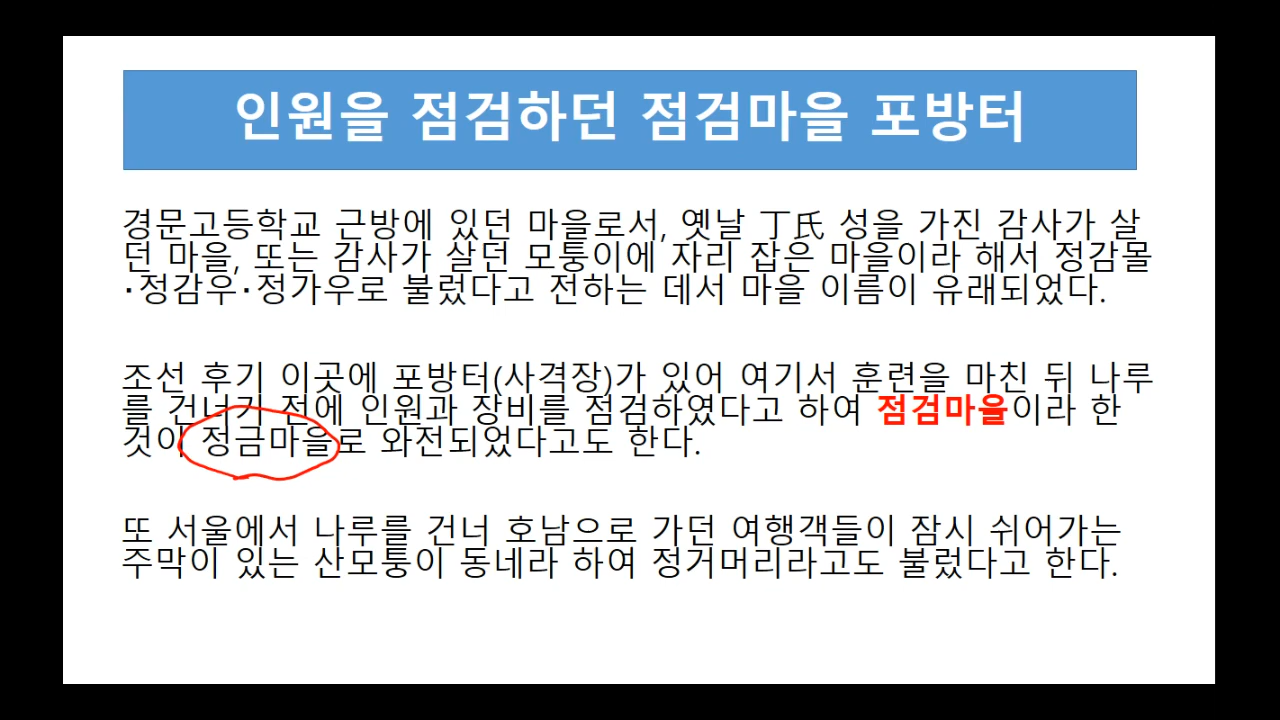 인원을 점검하던 점검마을 포방터
경문고등학교 근방에 있던 마을로서, 옛날 丁氏 성을 가진 감사가 살
던 마을, 또는 감사가 살던 모퉁이에 자리 잡은 마을이라 해서 정감몰
·정감우·정가우로 불렀다고 전하는 데서 마을 이름이 유래되었다.
조선 후기 이곳에 포방터(사격장)가 있어 여기서 훈련을 마친 뒤 나루
를 건너기 전에 인원과 장비를 점검하였다고 하여 점검마을이라 한
것이 정금마을로 와전되었다고도 한다.
또 서울에서 나루를 건너 호남으로 가던 여행객들이 잠시 쉬어가는
주막이 있는 산모퉁이 동네라 하여 정거머리라고도 불렀다고 한다.